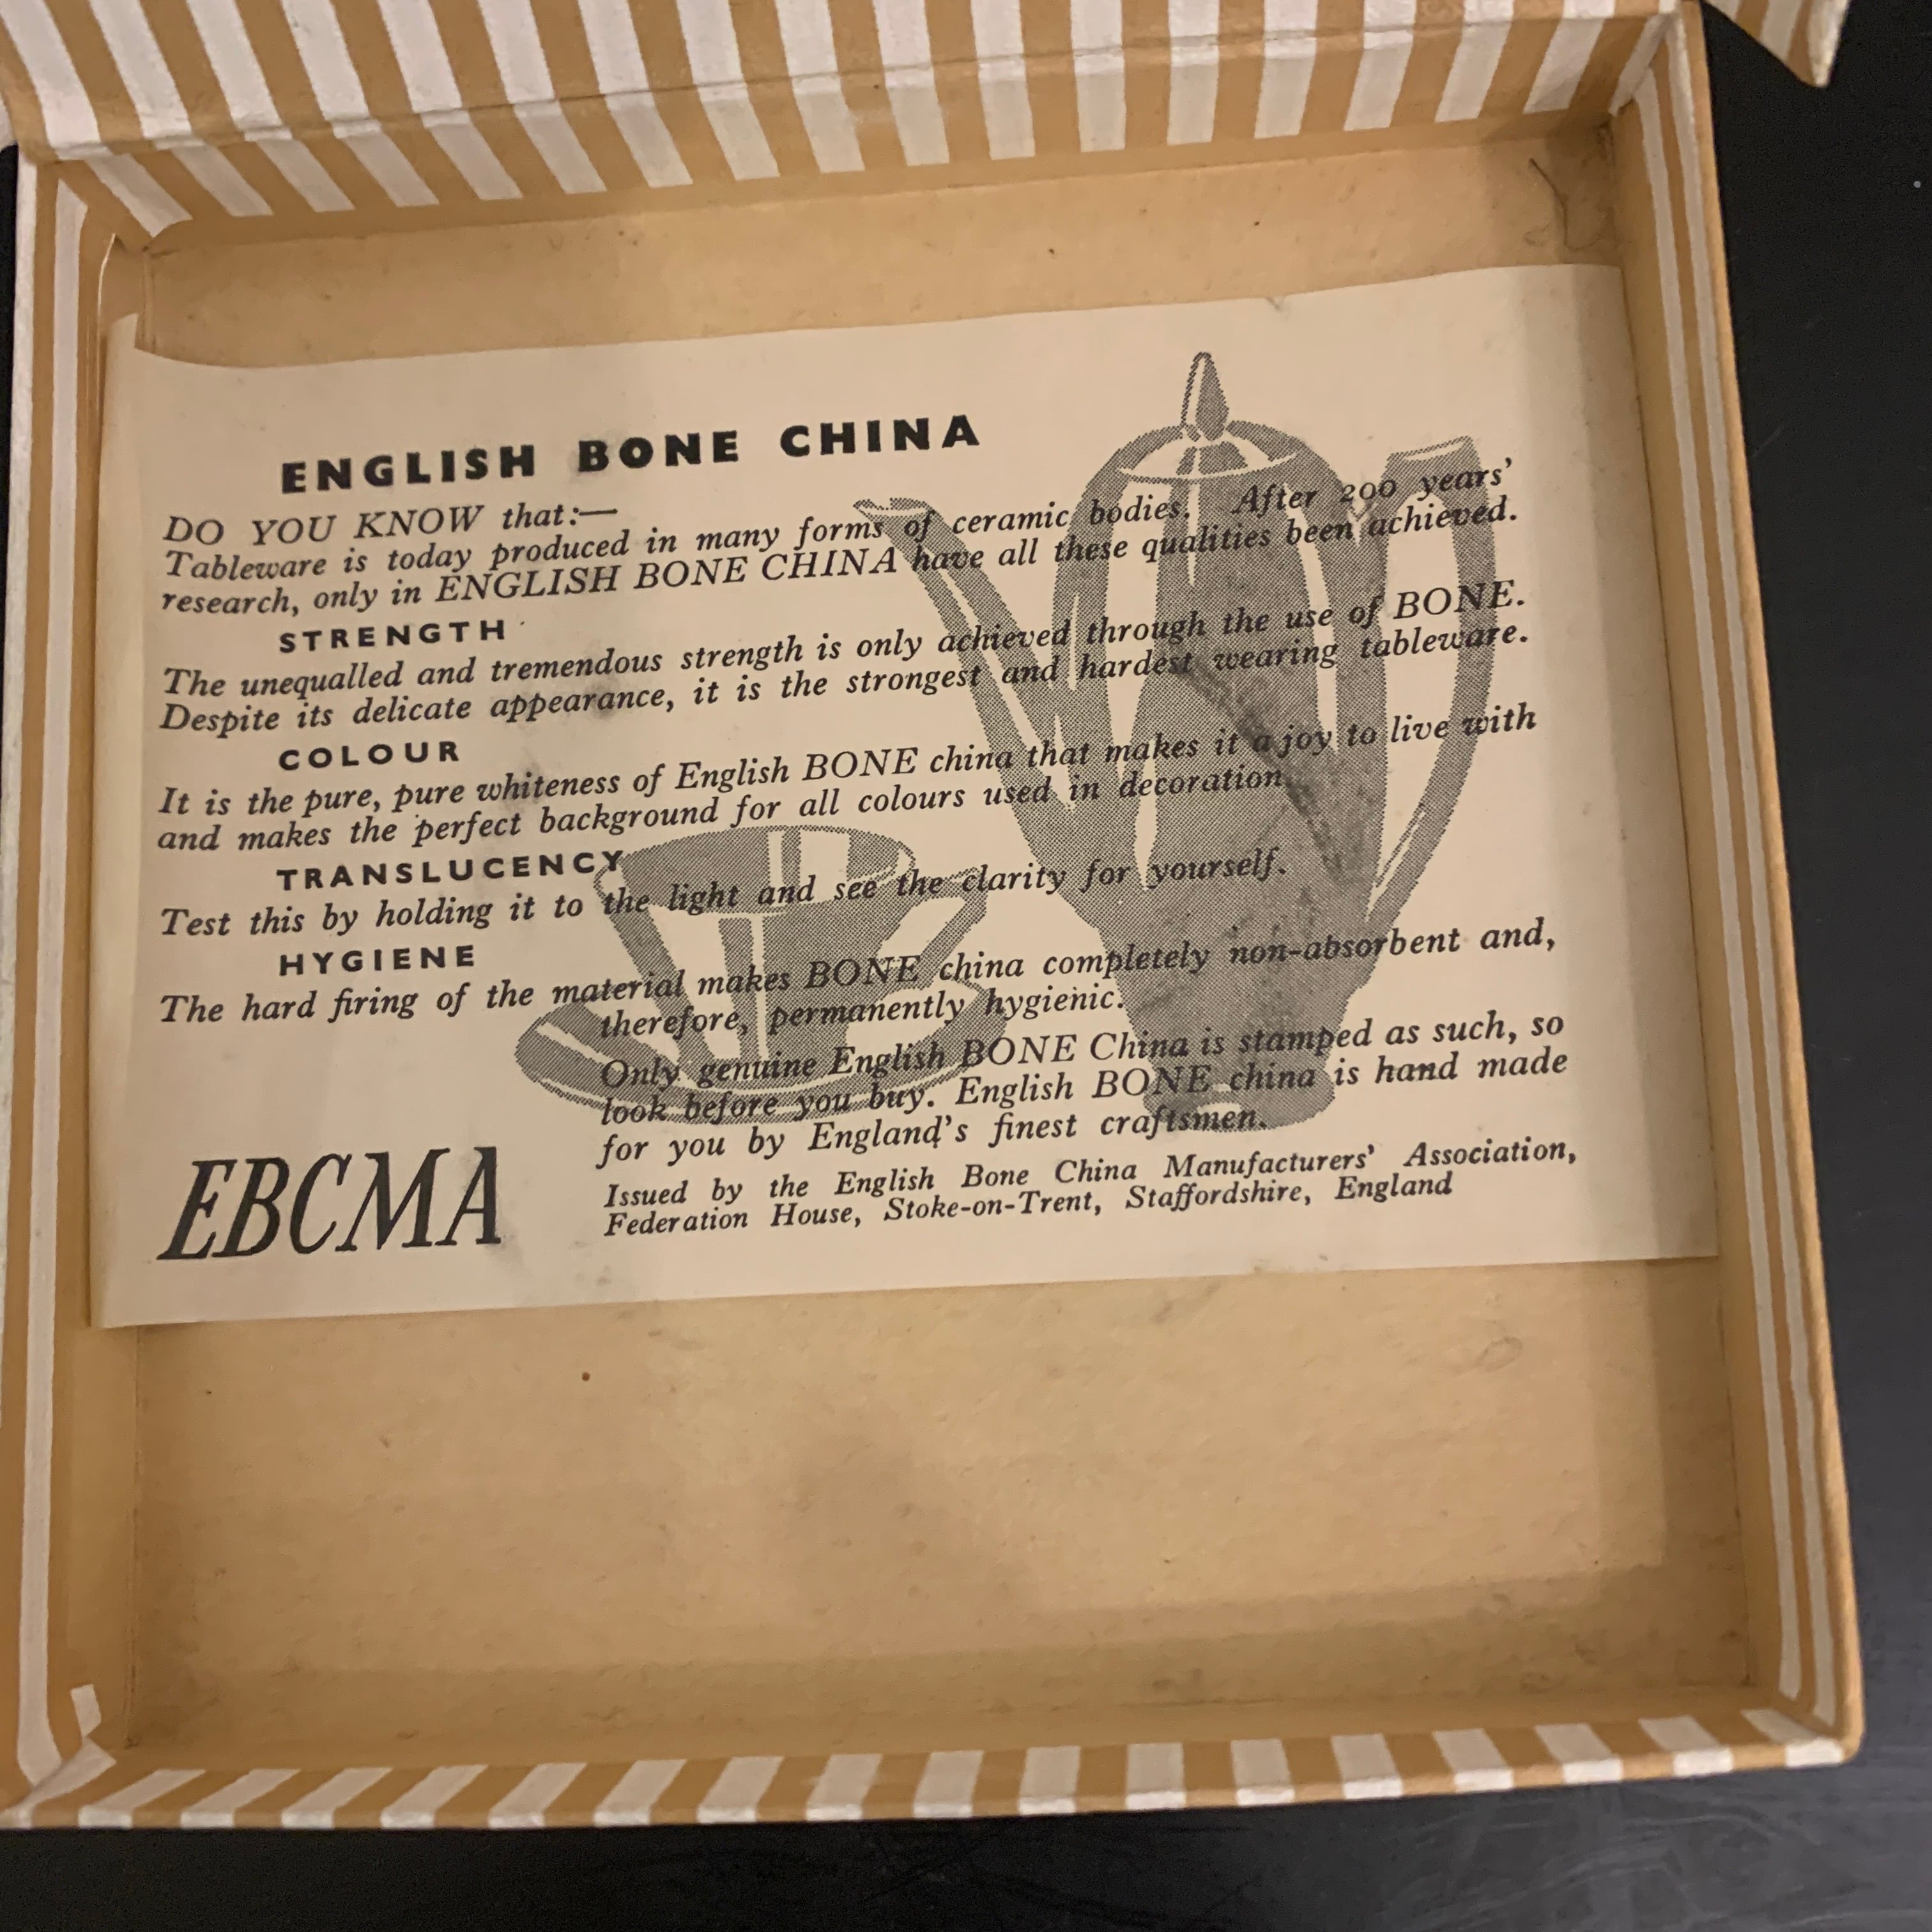 ENGLISH BONE CHINA
DO YOU KNOW that:—
Tableware is today produced in many forms of ceramic bodies. After 200 years'
research, only in ENGLISH BONE CHINA have all these qualities been achieved.
STRENGTH
The unequalled and tremendous strength is only achieved through the use of BONE.
Despite its delicate appearance, it is the strongest and hardest wearing tableware.
COLOUR
It is the pure, pure whiteness of English BONE china that makes it a joy to live with
and makes the perfect background for all colours used in decoration.
TRANSLUCENCY
Test this by holding it to the light and see the clarity for yourself.
HYGIENE
The hard firing of the material makes BONE china completely non-absorbent and,
therefore, permanently hygienic.
Only genuine English BONE China is stamped as such, so
look before you buy. English BONE china is hand made
for you by England's finest craftsmen.
EBCMA
Issued by the English Bone China Manufacturers' Association,
Federation House, Stoke-on-Trent, Staffordshire, England